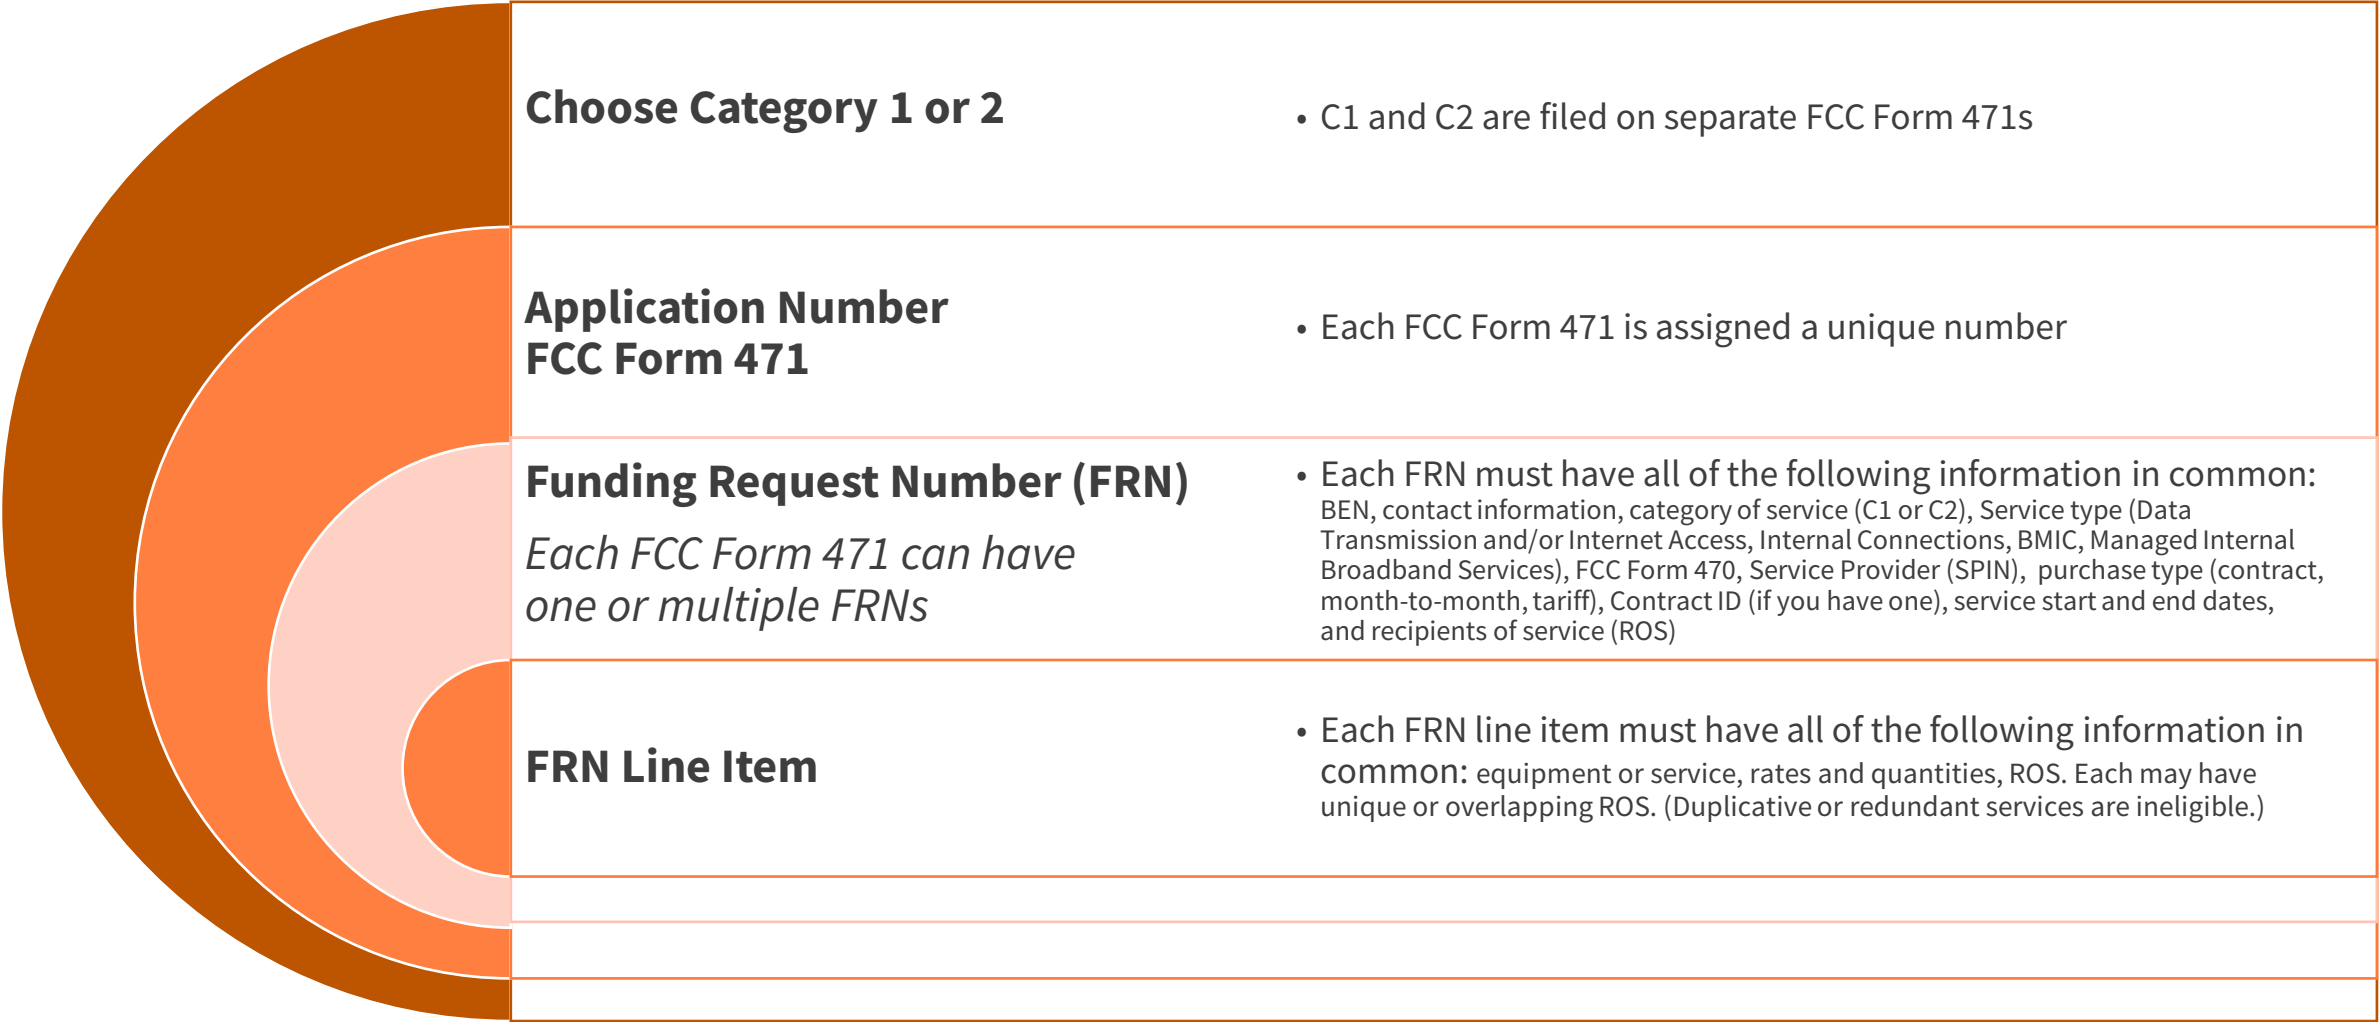 Choose Category 1 or 2
• C1 and C2 are filed on separate FCC Form 471s
Application Number
FCC Form 471
• Each FCC Form 471 is assigned a unique number
Funding Request Number (FRN)
Each FCC Form 471 can have
one or multiple FRNs
• Each FRN must have all of the following information in common:
BEN, contact information, category of service (C1 or C2), Service type (Data
Transmission and/or Internet Access, Internal Connections, BMIC, Managed Internal
Broadband Services), FCC Form 470, Service Provider (SPIN), purchase type (contract,
month-to-month, tariff), Contract ID (if you have one), service start and end dates,
and recipients of service (ROS)
FRN Line Item
• Each FRN line item must have all of the following information in
common: equipment or service, rates and quantities, ROS. Each may have
unique or overlapping ROS. (Duplicative or redundant services are ineligible.)